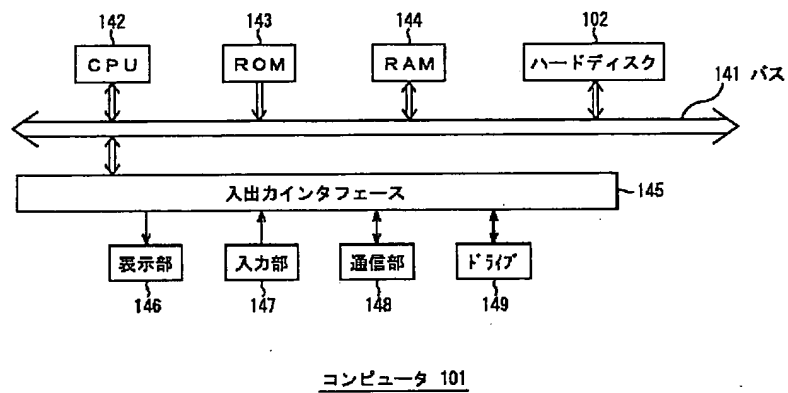 142
143
144
102
CPU
ROM
RAM
ハードディスク
141 バス
入出力インタフェース
145
表示部
入力部
通信部
ドライブ
146
147
148
149
コンピュータ 101